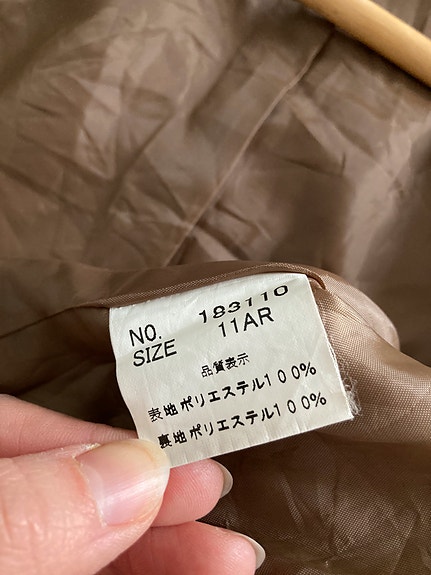 NO. 183110
SIZE 11AR
品質表示
表地ポリエステル100%
裏地ポリエステル100%